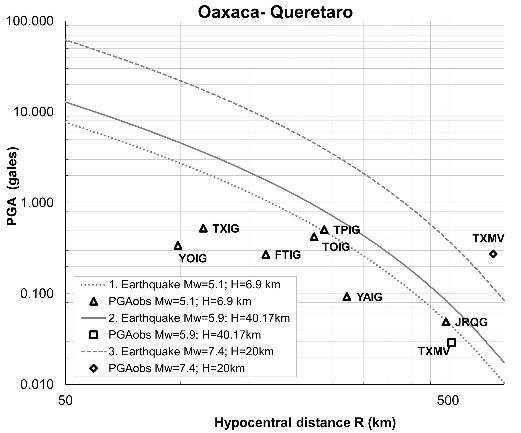 Oaxaca- Queretaro
100.000
10.000
1.000
0.100
0.010
PGA (gales)
TXIG
YOIG
FTIG
TPIG
TOIG
YAIG
TXMV
JRQG
TXMV
1. Earthquake Mw=5.1; H=6.9 km
PGAobs Mw=5.1; H=6.9km
2. Earthquake Mw=5.9; H=40.17km
PGAobs Mw=5.9; H=40.17km
3. Earthquake Mw=7.4; H=20km
PGAobs Mw=7.4; H=20km
50
500
Hypocentral distance R (km)